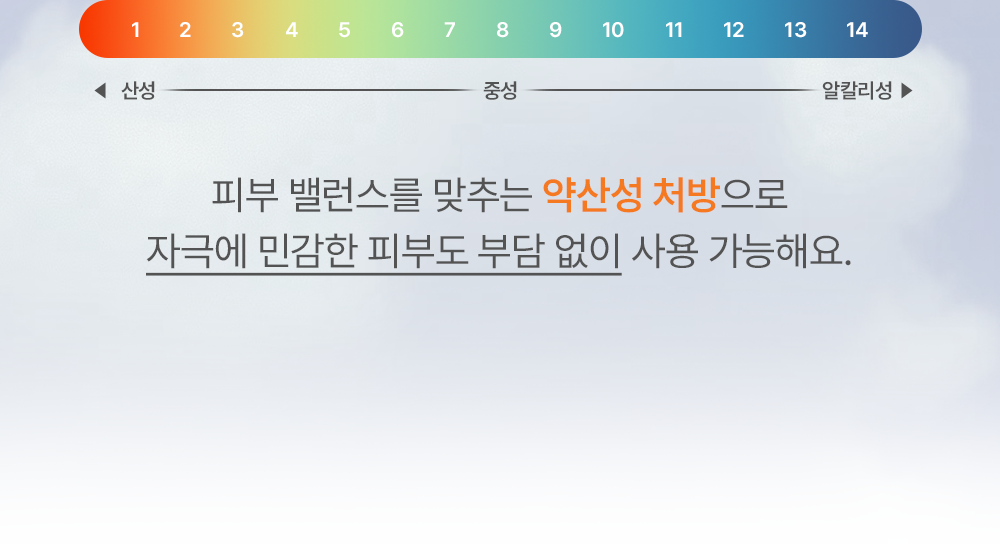 1 2 3 4 5 6 7 8 9 10 11 12 13 14
◀ 산성 중성 알칼리성 ▶
피부 밸런스를 맞추는 약산성 처방으로
자극에 민감한 피부도 부담 없이 사용 가능해요.